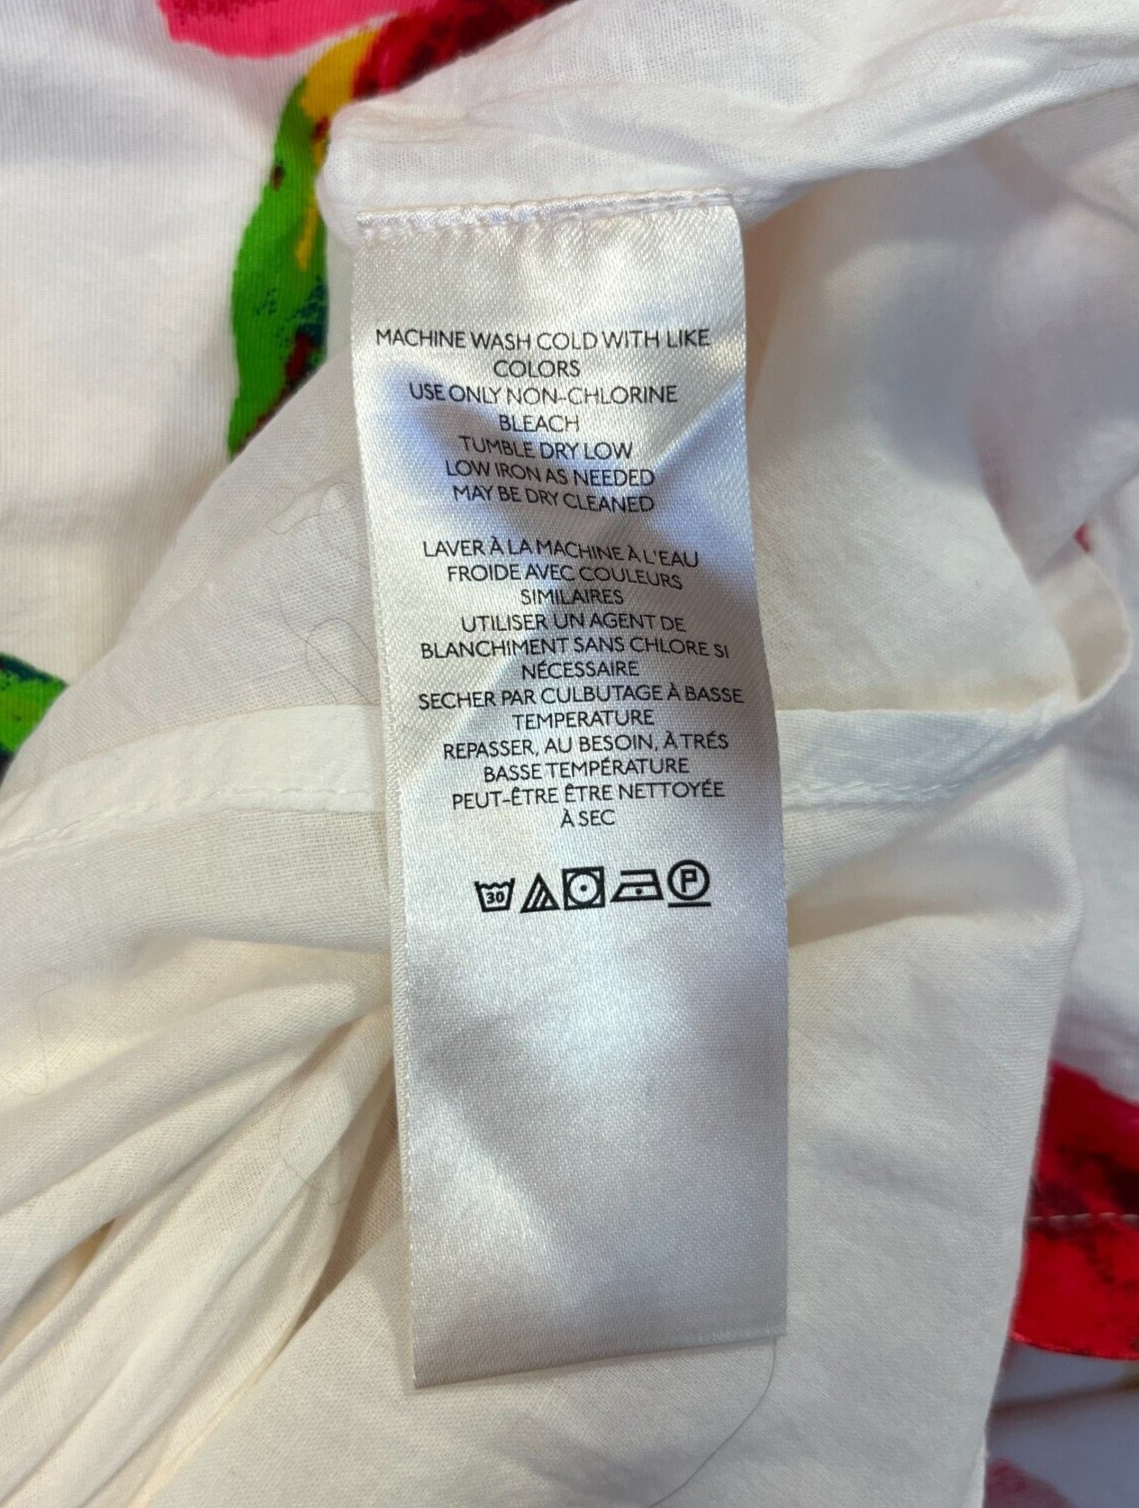 MACHINE WASH COLD WITH LIKE
COLORS
USE ONLY NON-CHLORINE
BLEACH
TUMBLE DRY LOW
LOW IRON AS NEEDED
MAY BE DRY CLEANED
LAVER À LA MACHINE À L'EAU
FROIDE AVEC COULEURS
SIMILAIRES
UTILISER UN AGENT DE
BLANCHIMENT SANS CHLORE SI
NÉCESSAIRE
SECHER PAR CULBUTAGE À BASSE
TEMPERATURE
REPASSER, AU BESOIN, À TRÉS
BASSE TEMPÉRATURE
PEUT-ÊTRE ÊTRE NETTOYÉE
À SEC
30 P